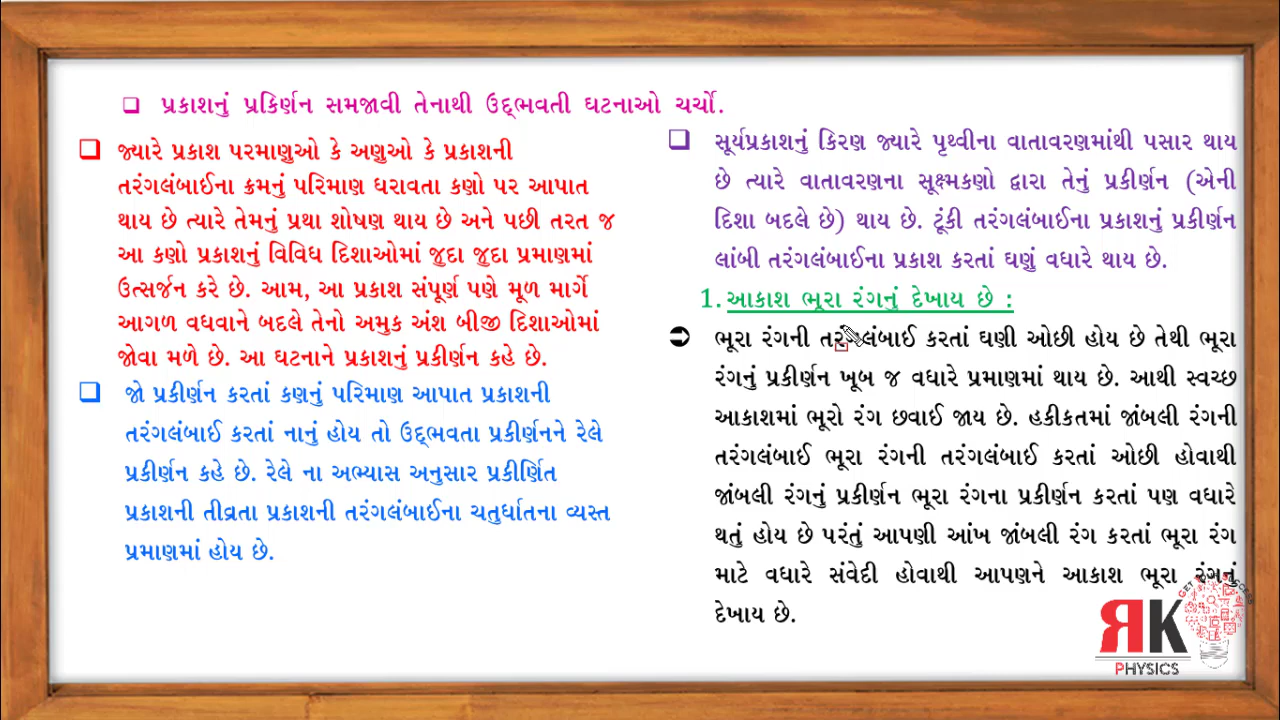 ❑ પ્રકાશનું પ્રકિર્ણન સમજાવી તેનાથી ઉદ્ભવતી ઘટનાઓ ચર્ચો.
❑ જ્યારે પ્રકાશ પરમાણુઓ કે અણુઓ કે પ્રકાશની
તરંગલંબાઈના ક્રમનું પરિમાણ ધરાવતા કણો પર આપાત
થાય છે ત્યારે તેમનું પ્રથા શોષણ થાય છે અને પછી તરત જ
આ કણો પ્રકાશનું વિવિધ દિશાઓમાં જુદા જુદા પ્રમાણમાં
ઉત્સર્જન કરે છે. આમ, આ પ્રકાશ સંપૂર્ણ પણે મૂળ માર્ગે
આગળ વધવાને બદલે તેનો અમુક અંશ બીજી દિશાઓમાં
જોવા મળે છે. આ ઘટનાને પ્રકાશનું પ્રકીર્ણન કહે છે.
❑ જો પ્રકીર્ણન કરતાં કણનું પરિમાણ આપાત પ્રકાશની
તરંગલંબાઈ કરતાં નાનું હોય તો ઉદ્ભવતા પ્રકીર્ણનને રેલે
પ્રકીર્ણન કહે છે. રેલે ના અભ્યાસ અનુસાર પ્રકીર્ણિત
પ્રકાશની તીવ્રતા પ્રકાશની તરંગલંબાઈના ચતુર્ધાતના વ્યસ્ત
પ્રમાણમાં હોય છે.
❑ સૂર્યપ્રકાશનું કિરણ જ્યારે પૃથ્વીના વાતાવરણમાંથી પસાર થાય
છે ત્યારે વાતાવરણના સૂક્ષ્મકણો દ્વારા તેનું પ્રકીર્ણન (એની
દિશા બદલે છે) થાય છે. ટૂંકી તરંગલંબાઈના પ્રકાશનું પ્રકીર્ણન
લાંબી તરંગલંબાઈના પ્રકાશ કરતાં ઘણું વધારે થાય છે.
1. આકાશ ભૂરા રંગનું દેખાય છે :
➲ ભૂરા રંગની તરંગલંબાઈ કરતાં ઘણી ઓછી હોય છે તેથી ભૂરા
રંગનું પ્રકીર્ણન ખૂબ જ વધારે પ્રમાણમાં થાય છે. આથી સ્વચ્છ
આકાશમાં ભૂરો રંગ છવાઈ જાય છે. હકીકતમાં જાંબલી રંગની
તરંગલંબાઈ ભૂરા રંગની તરંગલંબાઈ કરતાં ઓછી હોવાથી
જાંબલી રંગનું પ્રકીર્ણન ભૂરા રંગના પ્રકીર્ણન કરતાં પણ વધારે
થતું હોય છે પરંતું આપણી આંખ જાંબલી રંગ કરતાં ભૂરા રંગ
માટે વધારે સંવેદી હોવાથી આપણને આકાશ ભૂરા રંગનું
દેખાય છે.
RK
PHYSICS